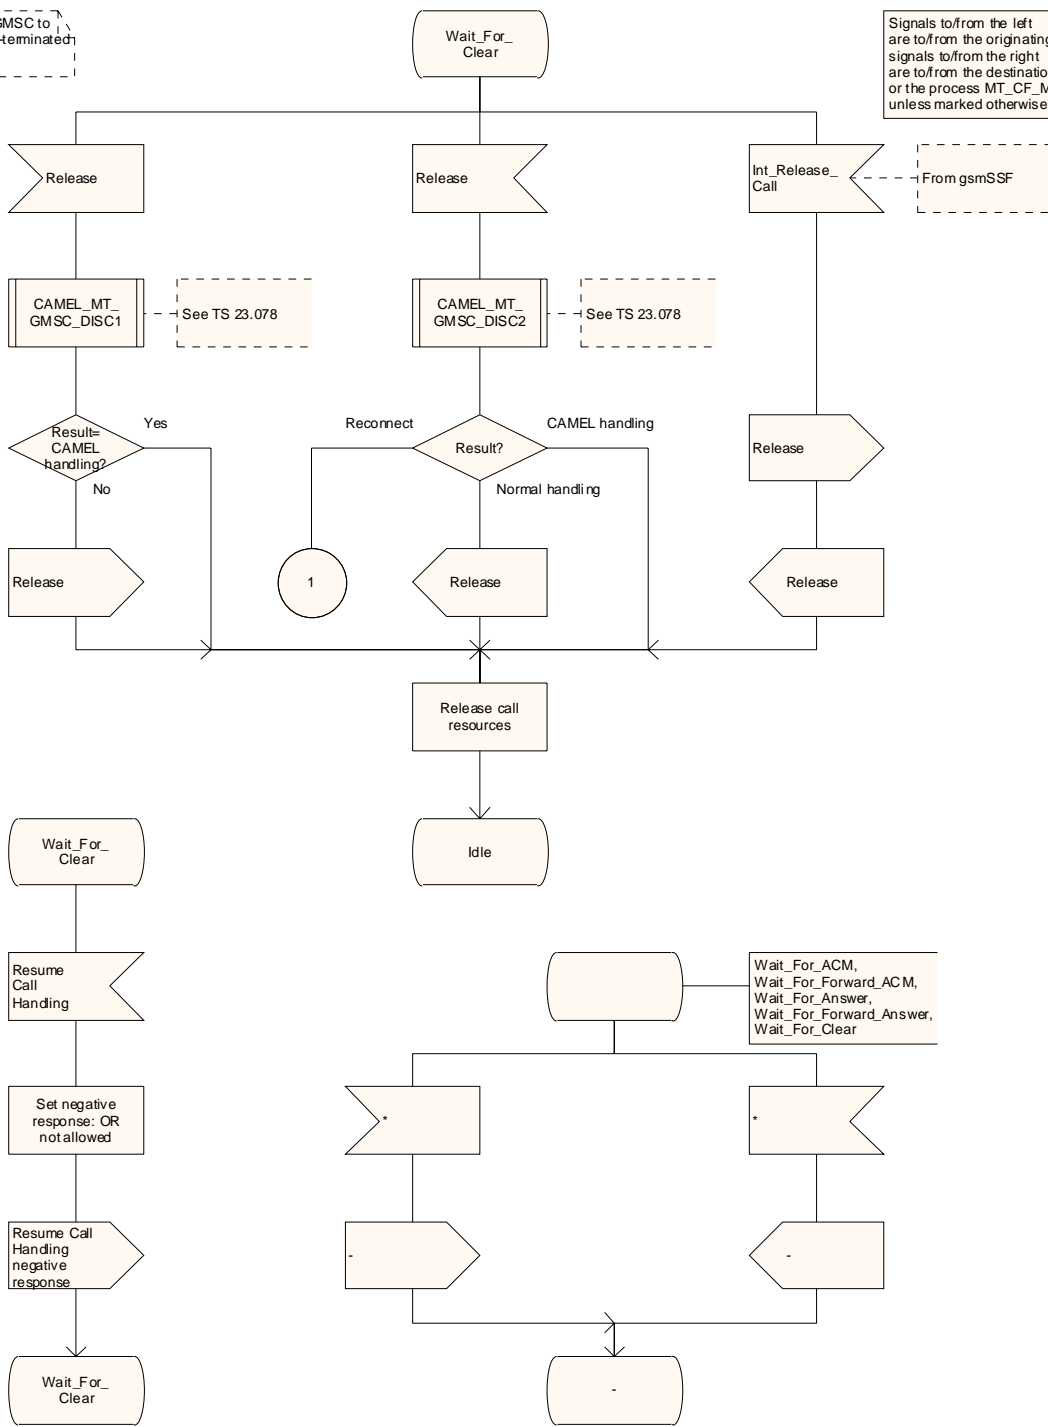 GMSC to
-terminated
Wait_For_
Clear
Signals to/from the left
are to/from the originating
signals to/from the right
are to/from the destinatio
or the process MT_CF_M
unless marked otherwise
Release
Release
Int_Release_
Call
From gsmSSF
CAMEL_MT_
GMSC_DISC1
See TS 23.078
CAMEL_MT_
GMSC_DISC2
See TS 23.078
Result=
CAMEL
handling?
Yes
No
Reconnect
Result?
CAMEL handling
Normal handling
Release
Release
1
Release
Release
Release call
resources
Idle
Wait_For_
Clear
Resume
Call
Handling
Set negative
response: OR
not allowed
Resume Call
Handling
negative
response
Wait_For_
Clear
Wait_For_ACM,
Wait_For_Forward_ACM,
Wait_For_Answer,
Wait_For_Forward_Answer,
Wait_For_Clear
*
*
-
-
-